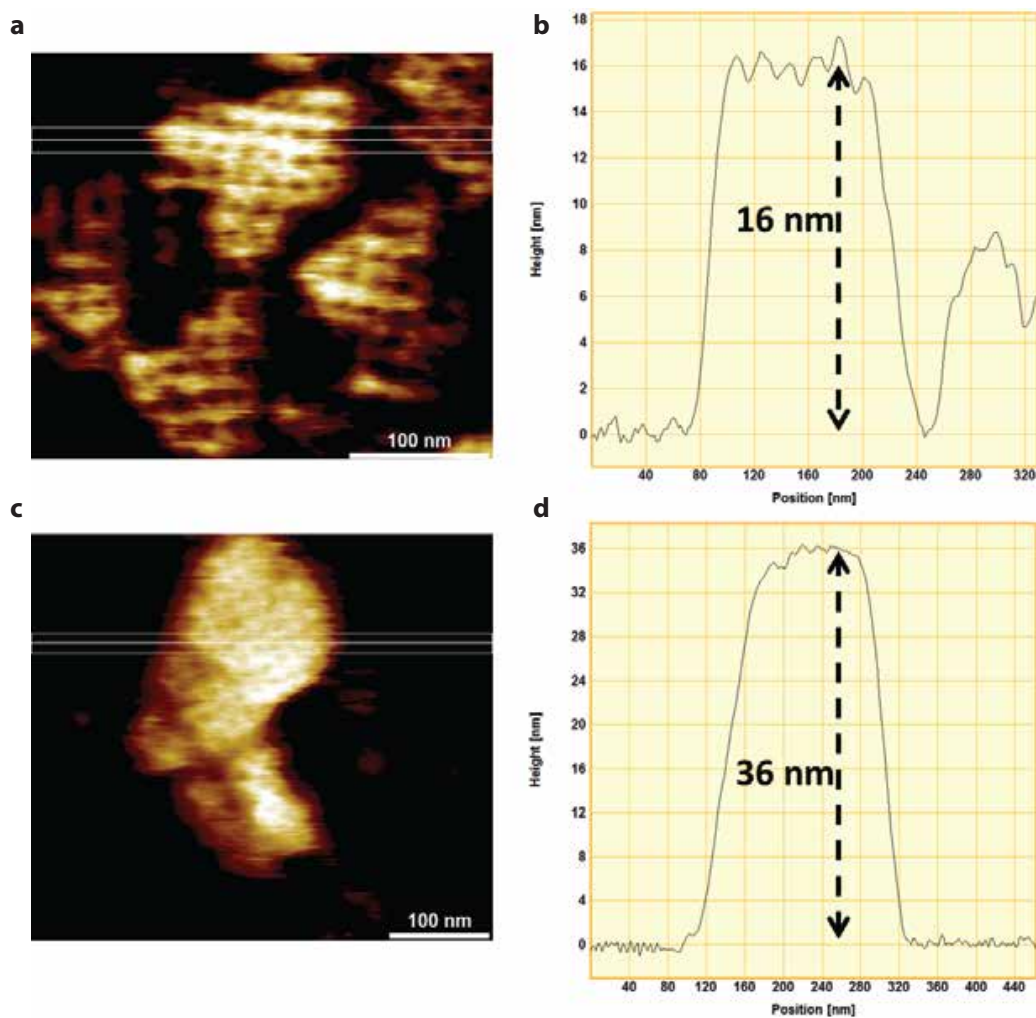 a
100 nm
b
18
16
14
12
10
8
6
4
2
0
Height [nm]
16 nm
40 80 120 160 200 240 280 320
Position [nm]
c
100 nm
d
36
32
28
24
20
16
12
8
4
0
Height [nm]
36 nm
40 80 120 160 200 240 280 320 360 400 440
Position [nm]